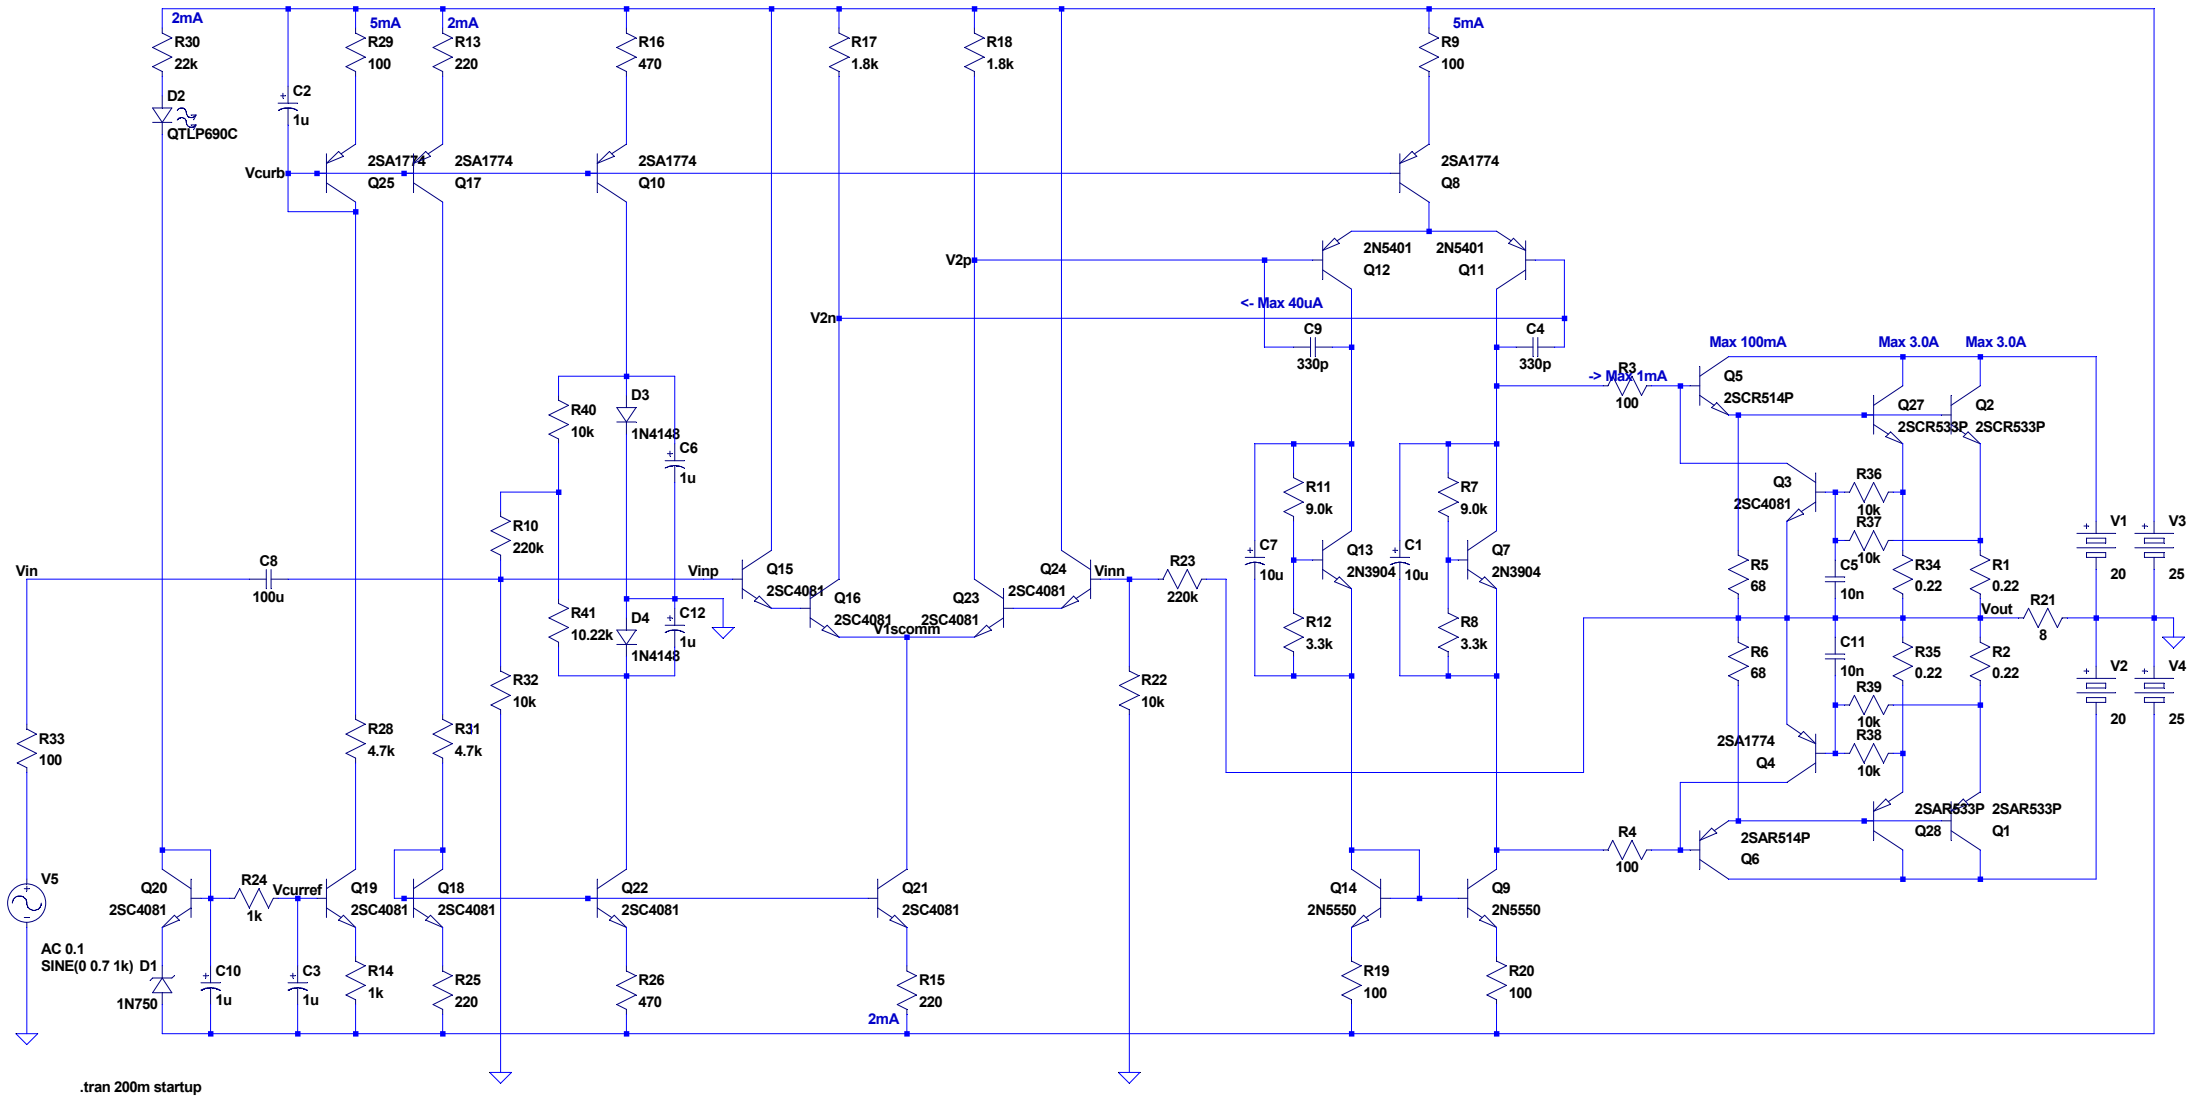 2mA
R30
22k
D2
QTLP690C
C2
1u
5mA
R29
100
2mA
R13
220
R16
470
R17
1.8k
R18
1.8k
5mA
R9
100
Vcurb
2SA1774
Q25
2SA1774
Q17
2SA1774
Q10
2SA1774
Q8
2N5401
Q12
2N5401
Q11
V2p
V2n
<- Max 40uA
C9
330p
C4
330p
Max 100mA
Max 3.0A
Max 3.0A
-> Max 1mA
R3
100
Q5
2SCR514P
Q27
2SCR533P
Q2
2SCR533P
R40
10k
D3
1N4148
C6
1u
R10
220k
R11
9.0k
R7
9.0k
Q3
2SC4081
R36
10k
R37
10k
C5
10n
V1
20
V3
25
Vin
C8
100u
Vinp
Q15
2SC4081
Q16
2SC4081
Q24
2SC4081
Q23
2SC4081
Vinn
R23
220k
V1scomm
C7
10u
Q13
2N3904
C1
10u
Q7
2N3904
R5
68
R34
0.22
R1
0.22
R41
10.22k
D4
1N4148
C12
1u
R12
3.3k
R8
3.3k
Vout
R21
8
R32
10k
R22
10k
R6
68
C11
10n
R35
0.22
R2
0.22
V2
20
V4
25
R39
10k
R38
10k
R33
100
R28
4.7k
R31
4.7k
2SA1774
Q4
2SAR533P
Q28
2SAR533P
Q1
R4
100
2SAR514P
Q6
V5
AC 0.1
SINE(0 0.7 1k)
Q20
2SC4081
R24
1k
Vcurref
Q19
2SC4081
Q18
2SC4081
Q22
2SC4081
Q21
2SC4081
Q14
2N5550
Q9
2N5550
D1
1N750
C10
1u
C3
1u
R14
1k
R25
220
R26
470
R15
220
2mA
R19
100
R20
100
.tran 200m startup